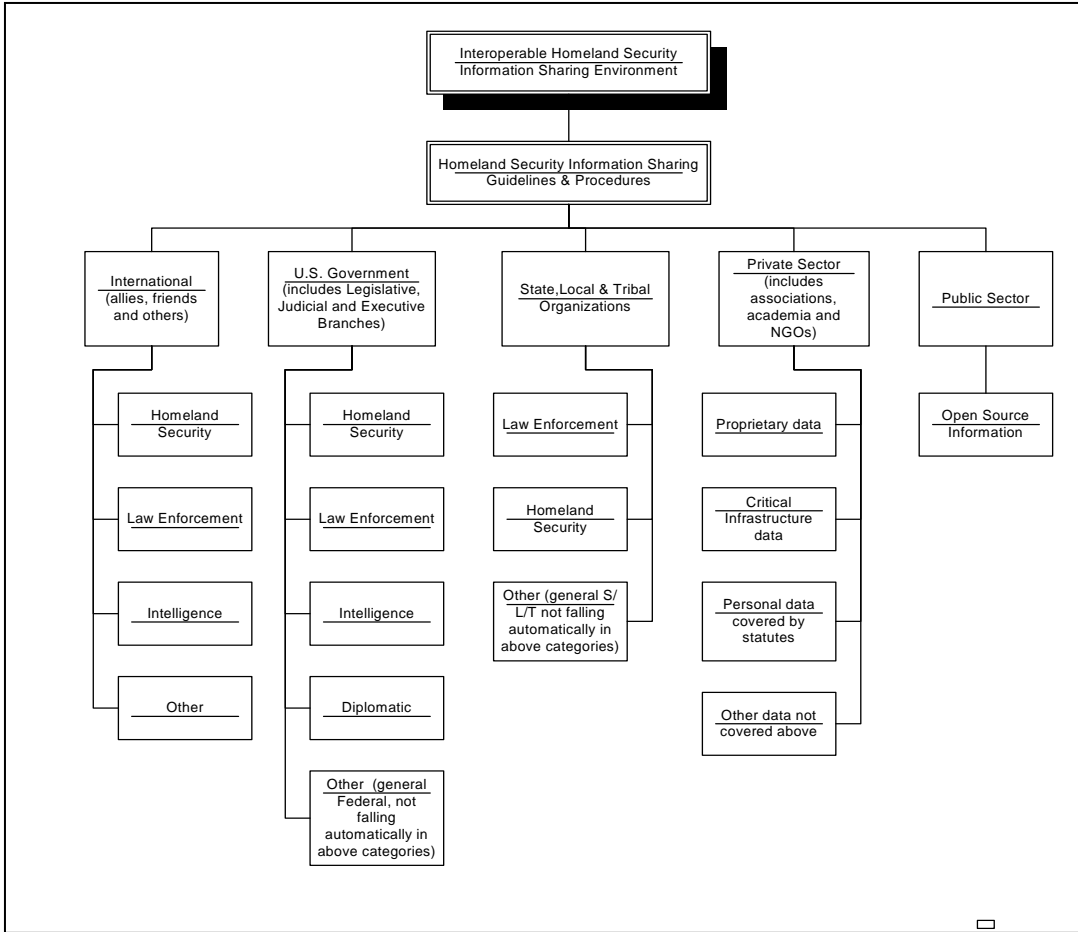 Interoperable Homeland Security
Information Sharing Environment
Homeland Security Information Sharing
Guidelines & Procedures
International
(allies, friends
and others)
U.S. Government
(includes Legislative,
Judicial and Executive
Branches)
State,Local & Tribal
Organizations
Private Sector
(includes
associations,
academia and
NGOs)
Public Sector
Homeland
Security
Law Enforcement
Intelligence
Other
Homeland
Security
Law Enforcement
Intelligence
Diplomatic
Other (general
Federal, not
falling
automatically in
above categories)
Law Enforcement
Homeland
Security
Other (general S/
L/T not falling
automatically in
above categories)
Proprietary data
Critical
Infrastructure
data
Personal data
covered by
statutes
Other data not
covered above
Open Source
Information